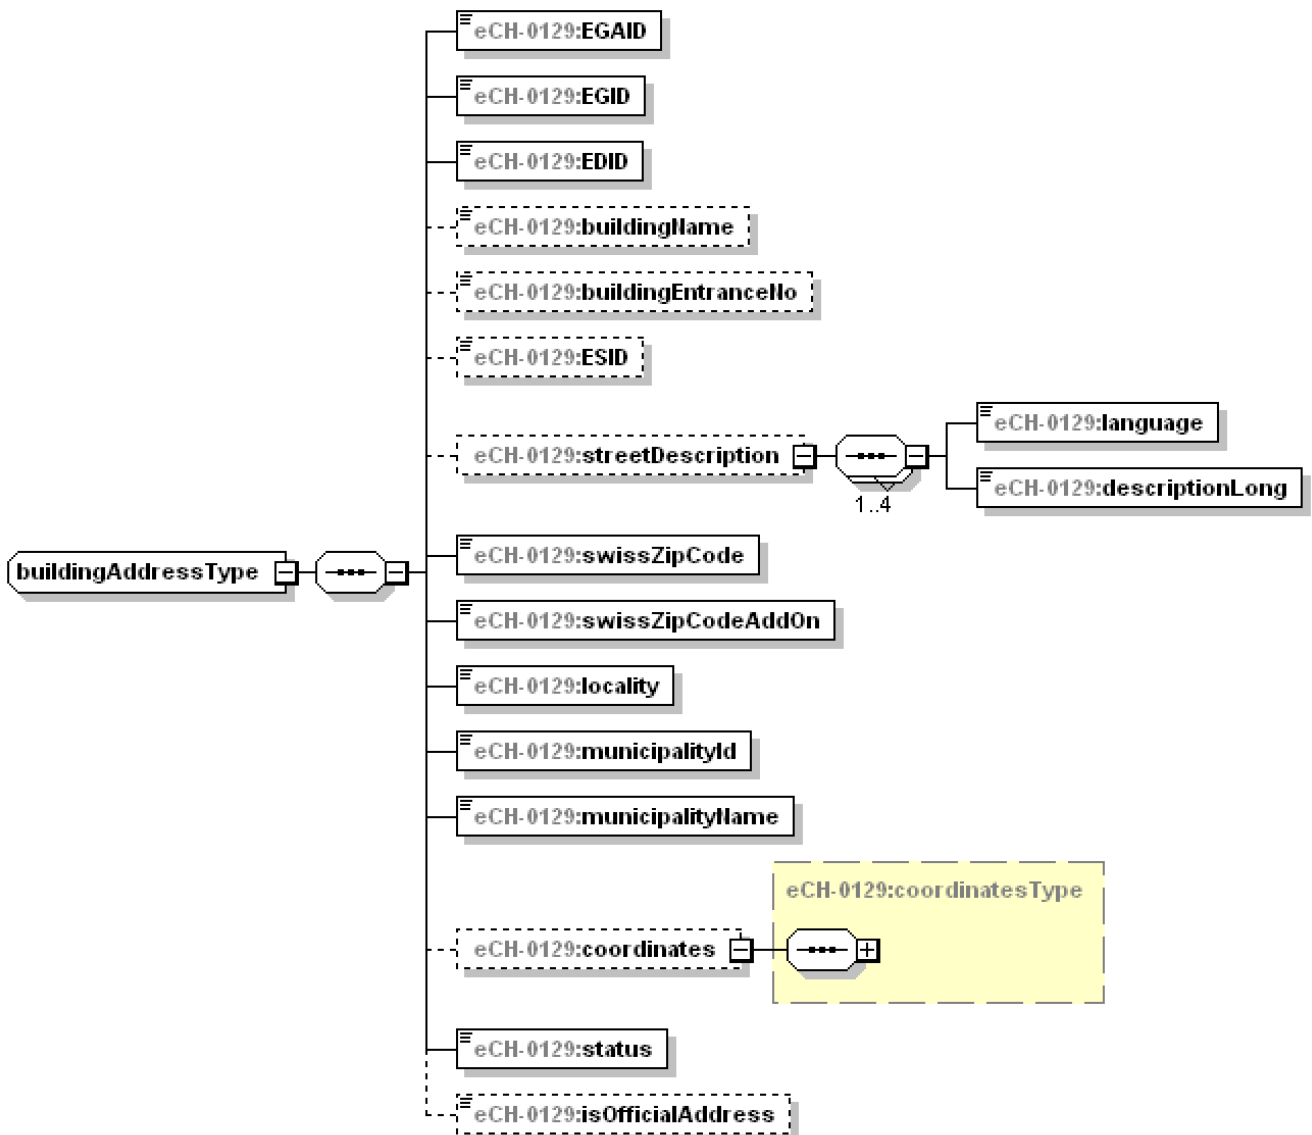 eCH-0129:EGAID
eCH-0129:EGID
eCH-0129:EDID
eCH-0129:buildingName
eCH-0129:buildingEntranceNo
eCH-0129:ESID
eCH-0129:streetDescription
1..4
eCH-0129:language
eCH-0129:descriptionLong
buildingAddressType
eCH-0129:swissZipCode
eCH-0129:swissZipCodeAddOn
eCH-0129:locality
eCH-0129:municipalityId
eCH-0129:municipalityName
eCH-0129:coordinatesType
eCH-0129:coordinates
eCH-0129:status
eCH-0129:isOfficialAddress